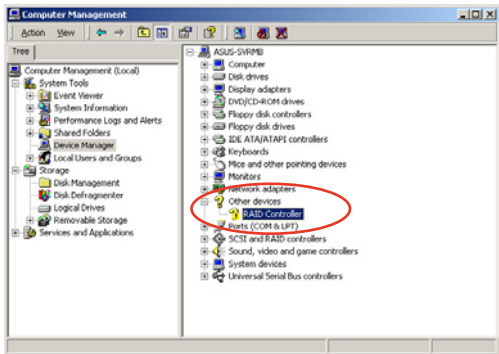 Computer Management
Action View
Tree
Computer Management (Local)
System Tools
Event Viewer
System Information
Performance Logs and Alerts
Shared Folders
Device Manager
Local Users and Groups
Storage
Disk Management
Disk Defragmenter
Logical Drives
Removable Storage
Services and Applications
ASUS-SVRMB
Computer
Disk drives
Display adapters
DVD/CD-ROM drives
Floppy disk controllers
Floppy disk drives
IDE ATA/ATAPI controllers
Keyboards
Mice and other pointing devices
Monitors
Network adapters
Other devices
RAID Controller
Ports (COM & LPT)
SCSI and RAID controllers
Sound, video and game controllers
System devices
Universal Serial Bus controllers